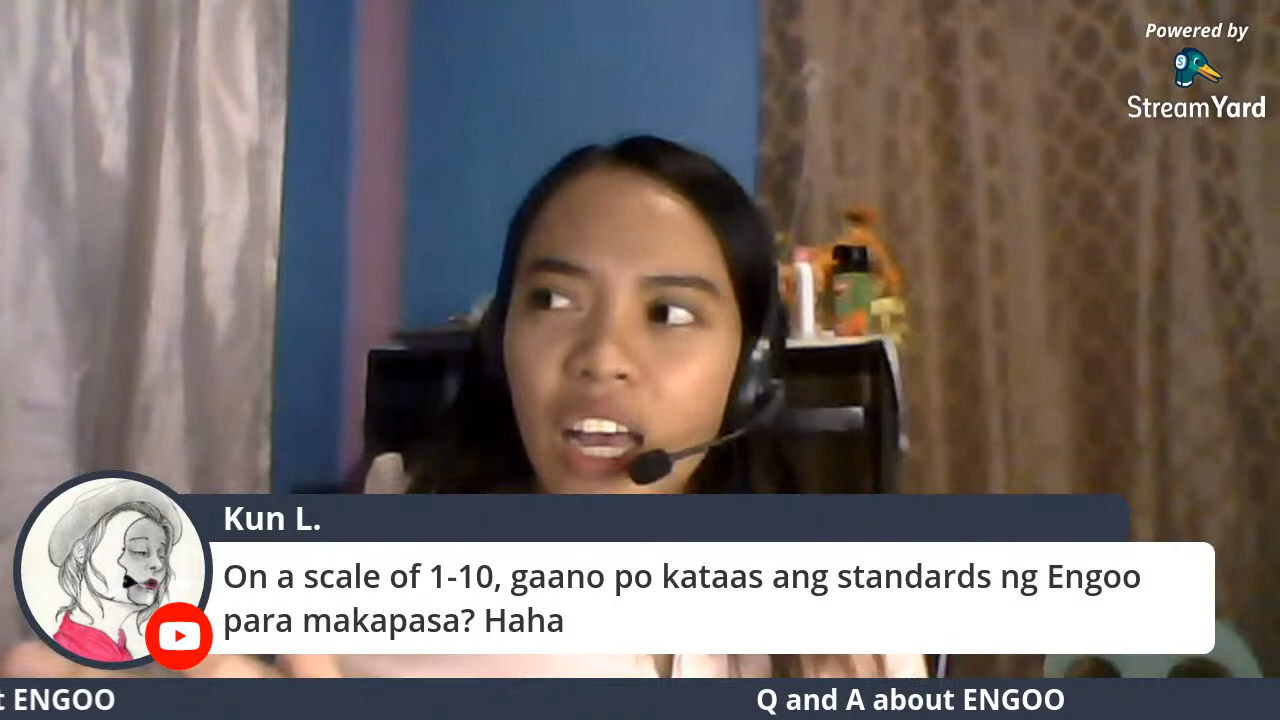 Powered by
StreamYard
Kun L.
On a scale of 1-10, gaano po kataas ang standards ng Engoo
para makapasa? Haha
t ENGOO
Q and A about ENGOO